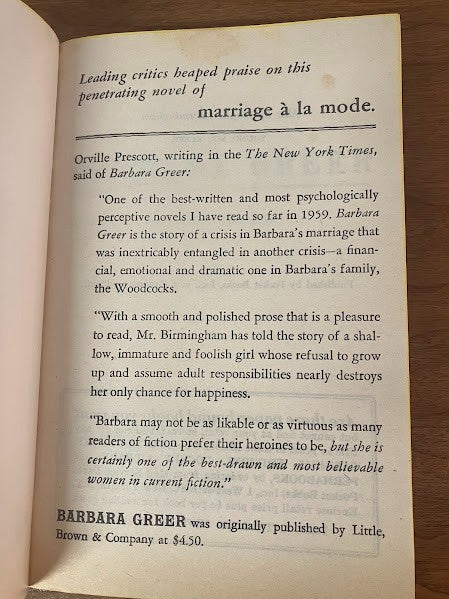 Leading critics heaped praise on this
penetrating novel of
marriage à la mode.
Orville Prescott, writing in the The New York Times,
said of Barbara Greer:
"One of the best-written and most psychologically
perceptive novels I have read so far in 1959. Barbara
Greer is the story of a crisis in Barbara's marriage that
was inextricably entangled in another crisis—a finan-
cial, emotional and dramatic one in Barbara's family,
the Woodcocks.
"With a smooth and polished prose that is a pleasure
to read, Mr. Birmingham has told the story of a shal-
low, immature and foolish girl whose refusal to grow
up and assume adult responsibilities nearly destroys
her only chance for happiness.
"Barbara may not be as likable or as virtuous as many
readers of fiction prefer their heroines to be, but she is
certainly one of the best-drawn and most believable
women in current fiction."
BARBARA GREER was originally published by Little,
Brown & Company at $4.50.